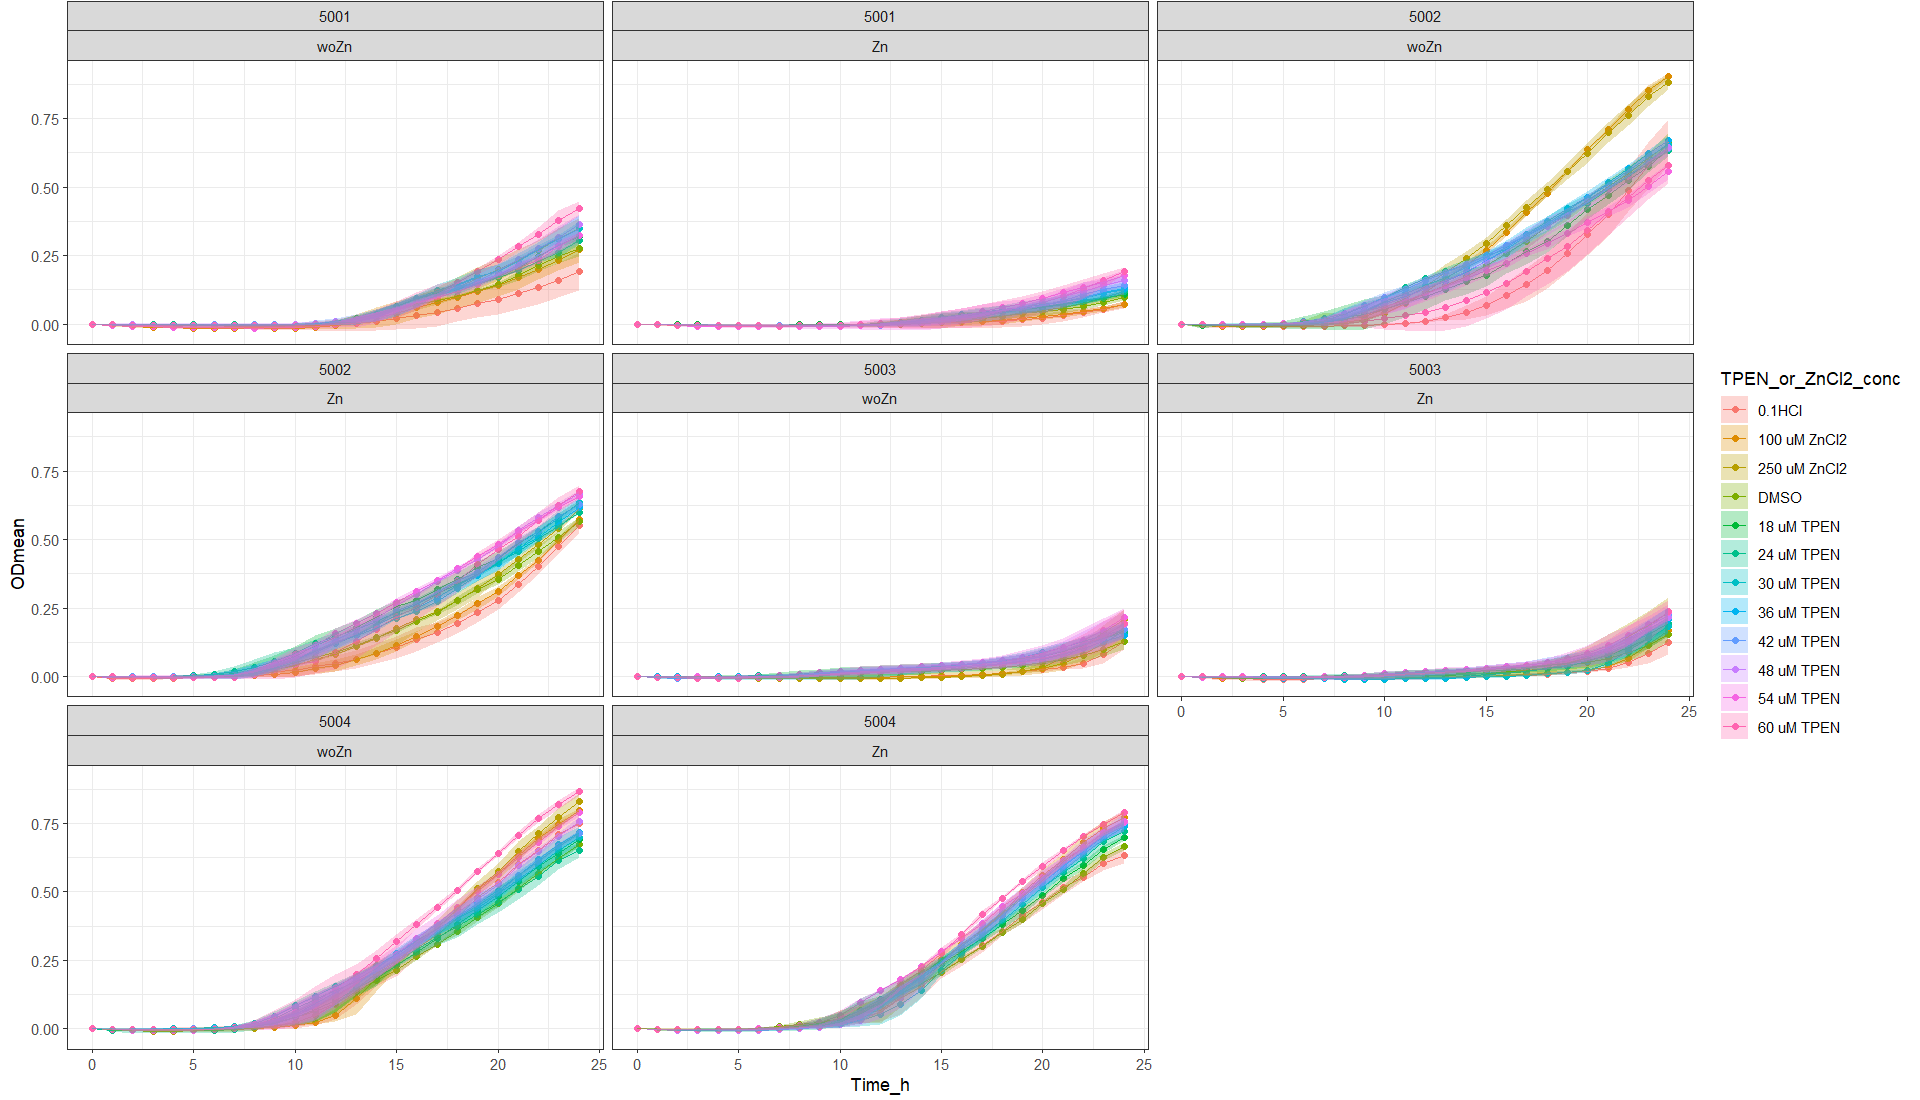 5001
woZn
5001
Zn
5002
woZn
0.75
0.50
0.25
0.00
5002
Zn
5003
woZn
5003
Zn
0.75
0.50
0.25
0.00
0 5 10 15 20 25
5004
woZn
5004
Zn
0.75
0.50
0.25
0.00
0 5 10 15 20 25
0 5 10 15 20 25
Time_h
ODmean
TPEN_or_ZnCl2_conc
0.1HCl
100 uM ZnCl2
250 uM ZnCl2
DMSO
18 uM TPEN
24 uM TPEN
30 uM TPEN
36 uM TPEN
42 uM TPEN
48 uM TPEN
54 uM TPEN
60 uM TPEN